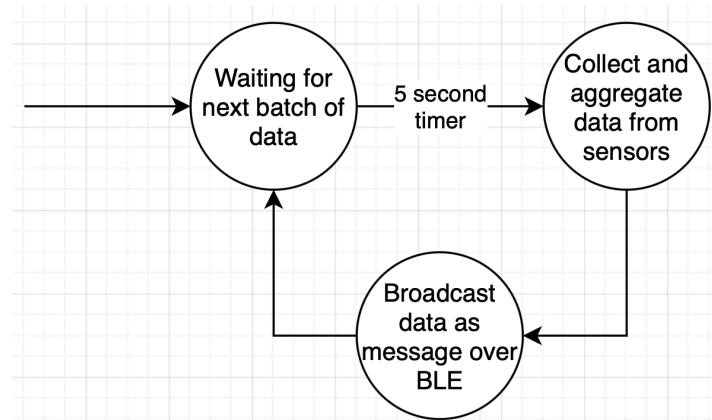 Waiting for
next batch of
data
5 second
timer
Collect and
aggregate
data from
sensors
Broadcast
data as
message over
BLE